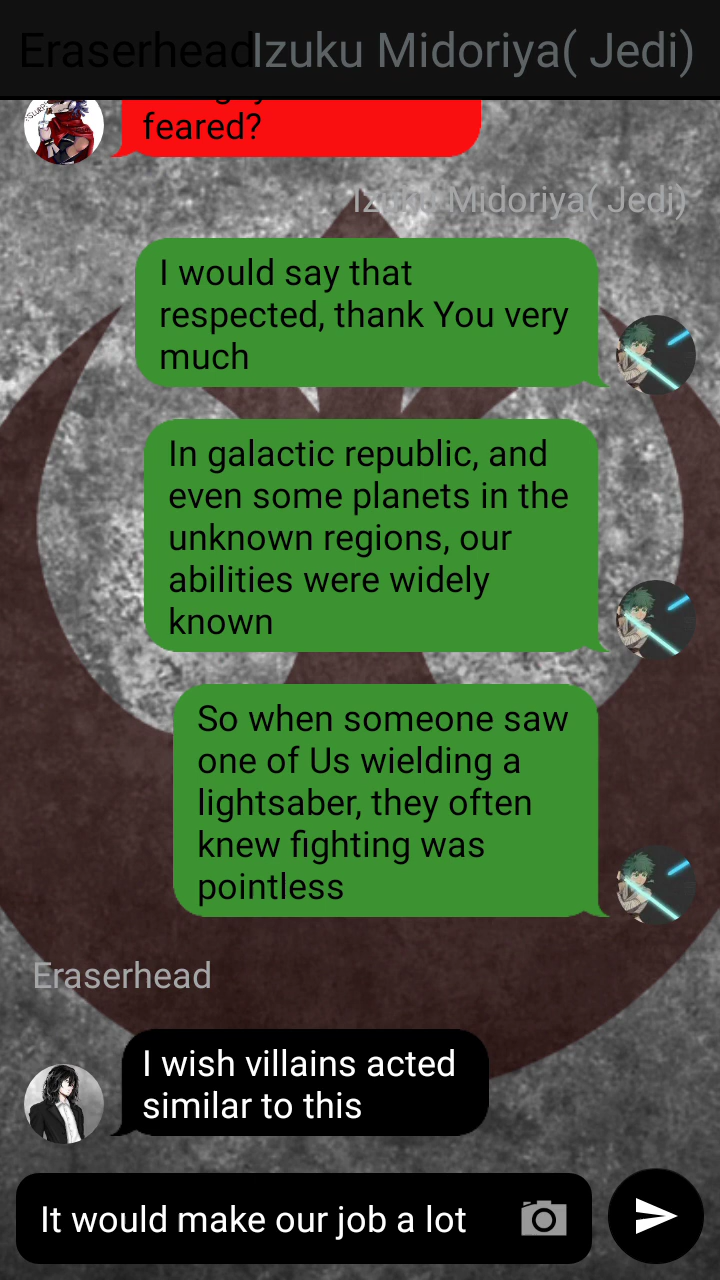 EraserheadIzuku Midoriya( Jedi)
feared?
Izuku Midoriya( Jedi)
I would say that
respected, thank You very
much
In galactic republic, and
even some planets in the
unknown regions, our
abilities were widely
known
So when someone saw
one of Us wielding a
lightsaber, they often
knew fighting was
pointless
Eraserhead
I wish villains acted
similar to this
It would make our job a lot